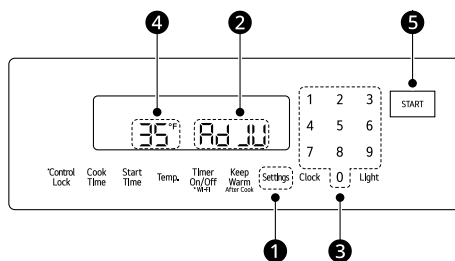 4 2 5
35°F Ad JU
1 2 3
4 5 6
7 8 9
0
START
*Control Lock
Cook Time
Start Time
Temp.
Timer On/Off
*Wi-Fi
Keep Warm
After Cook
Settings
Clock
Light
1 3